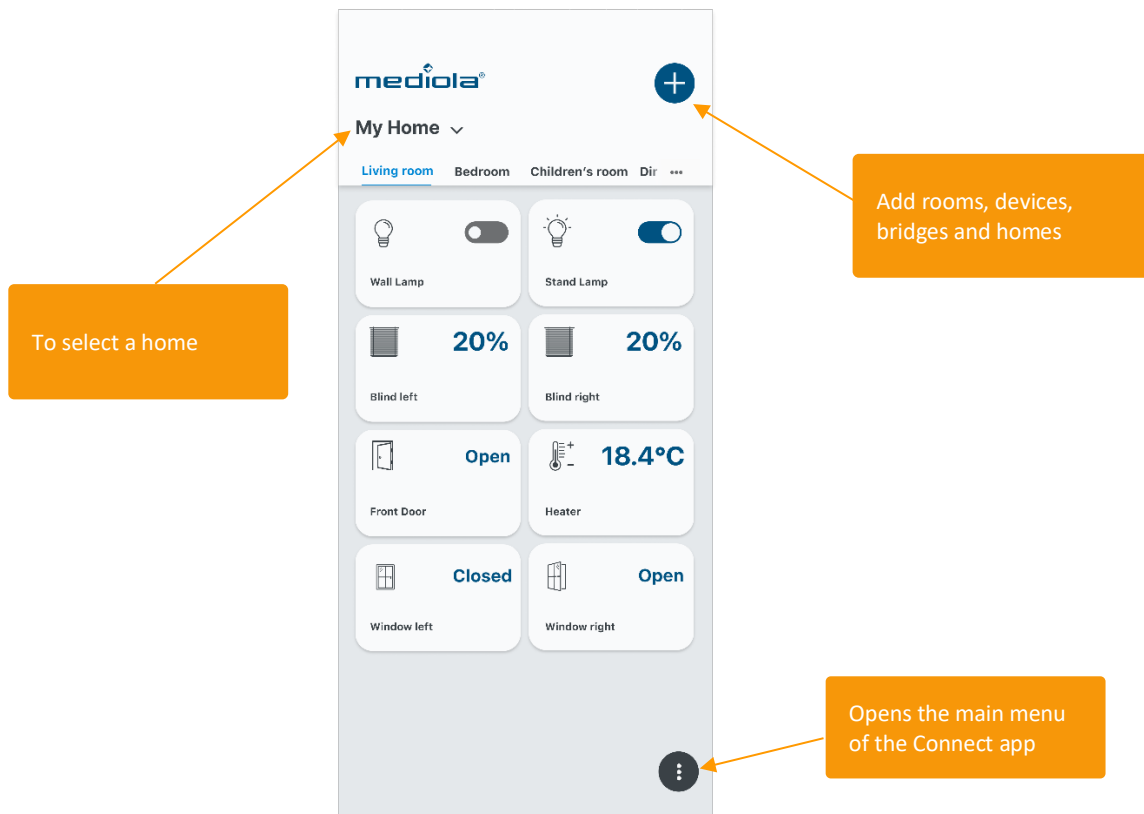 mediola®
My Home
Living room Bedroom Children's room Dir ...
Wall Lamp
Stand Lamp
20%
Blind left
20%
Blind right
Open
Front Door
18.4°C
Heater
Closed
Window left
Open
Window right
To select a home
Add rooms, devices,
bridges and homes
Opens the main menu
of the Connect app